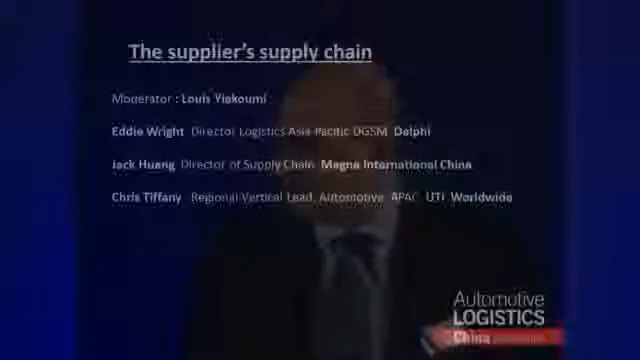 The supplier's supply chain
Moderator : Louis Yiakoumi
Eddie Wright Director Logistics Asia-Pacific DGSM Delphi
Jack Huang Director of Supply Chain Magna International China
Chris Tiffany Regional Vertical Lead, Automotive APAC UTi Worldwide
Automotive
LOGISTICS
China